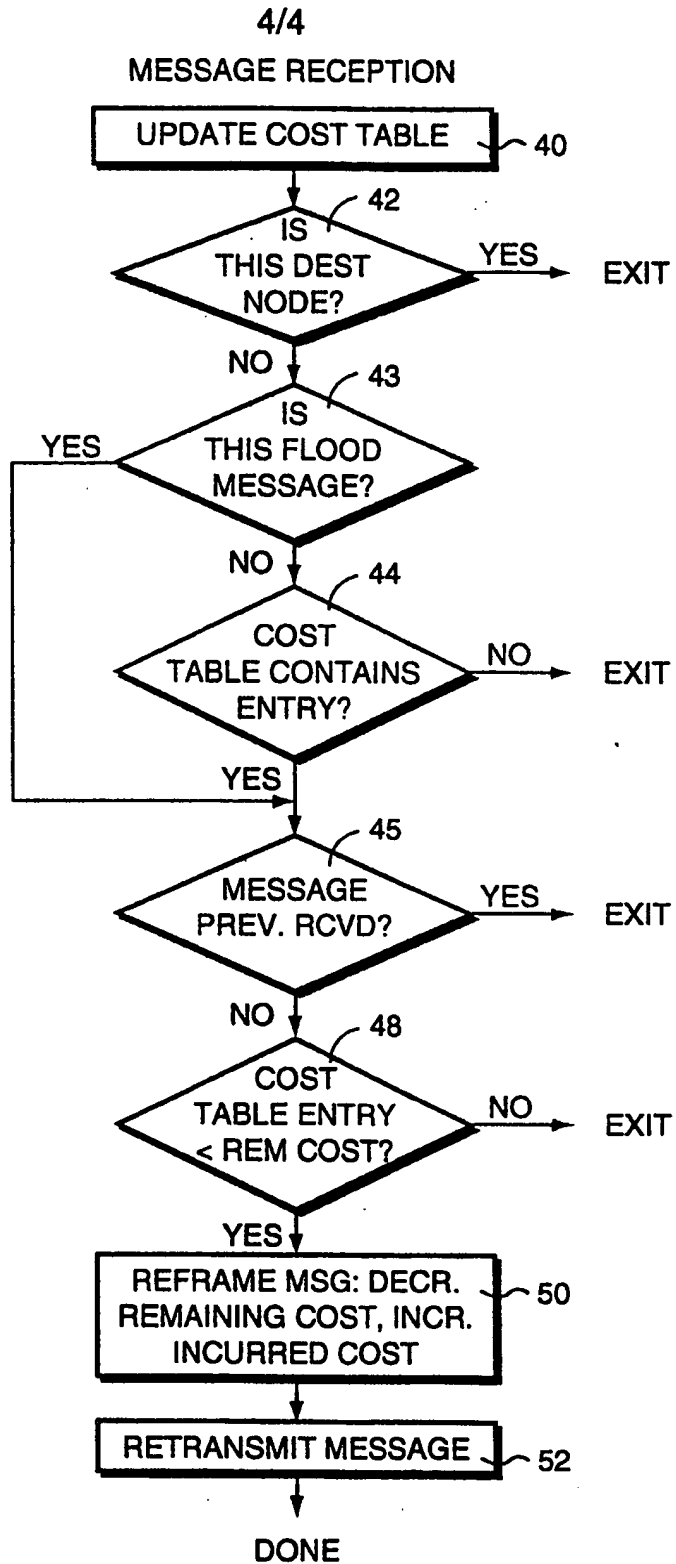 4/4
MESSAGE RECEPTION
UPDATE COST TABLE
40
42
IS
THIS DEST
NODE?
YES
EXIT
NO
43
IS
THIS FLOOD
MESSAGE?
YES
NO
44
COST
TABLE CONTAINS
ENTRY?
NO
EXIT
YES
45
MESSAGE
PREV. RCVD?
YES
EXIT
NO
48
COST
TABLE ENTRY
< REM COST?
NO
EXIT
YES
REFRAME MSG: DECR.
REMAINING COST, INCR.
INCURRED COST
50
RETRANSMIT MESSAGE
52
DONE